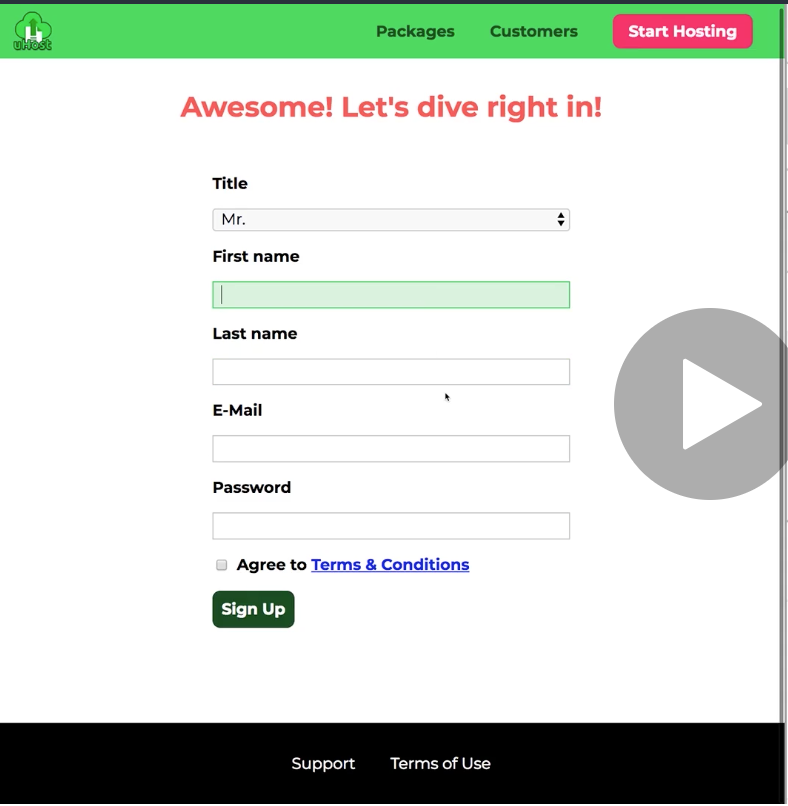 uHost
Packages Customers Start Hosting
Awesome! Let's dive right in!
Title
Mr.
First name
Last name
E-Mail
Password
Agree to Terms & Conditions
Sign Up
Support Terms of Use